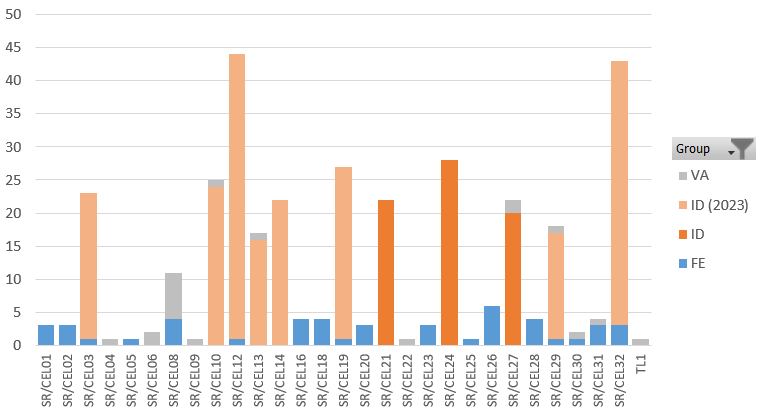 50
45
40
35
30
25
20
15
10
5
0
SR/CEL01
SR/CEL02
SR/CEL03
SR/CEL04
SR/CEL05
SR/CEL06
SR/CEL08
SR/CEL09
SR/CEL10
SR/CEL12
SR/CEL13
SR/CEL14
SR/CEL16
SR/CEL18
SR/CEL19
SR/CEL20
SR/CEL21
SR/CEL22
SR/CEL23
SR/CEL24
SR/CEL25
SR/CEL26
SR/CEL27
SR/CEL28
SR/CEL29
SR/CEL30
SR/CEL31
SR/CEL32
TL1
Group
VA
ID (2023)
ID
FE